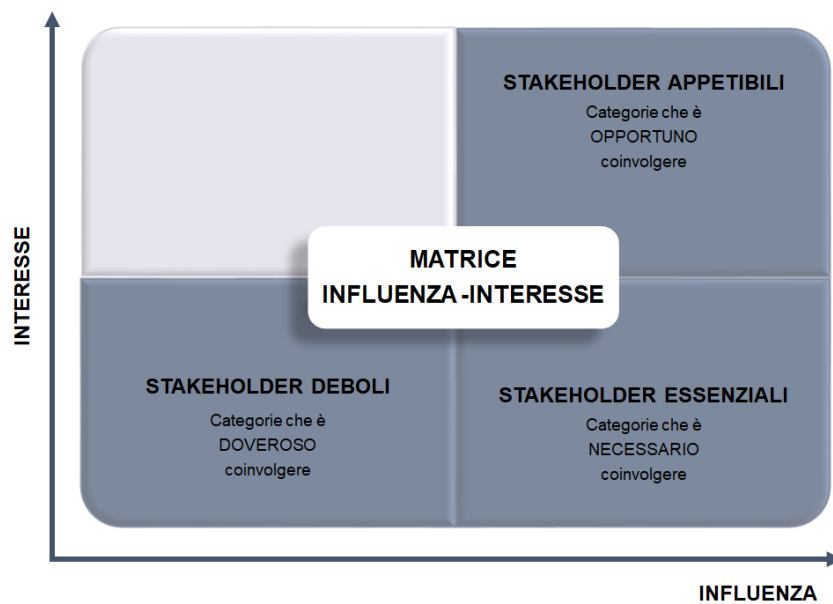 STAKEHOLDER APPETIBILI
Categorie che è
OPPORTUNO
coinvolgere
INTERESSE
MATRICE
INFLUENZA-INTERESSE
STAKEHOLDER DEBOLI
Categorie che è
DOVEROSO
coinvolgere
STAKEHOLDER ESSENZIALI
Categorie che è
NECESSARIO
coinvolgere
INFLUENZA